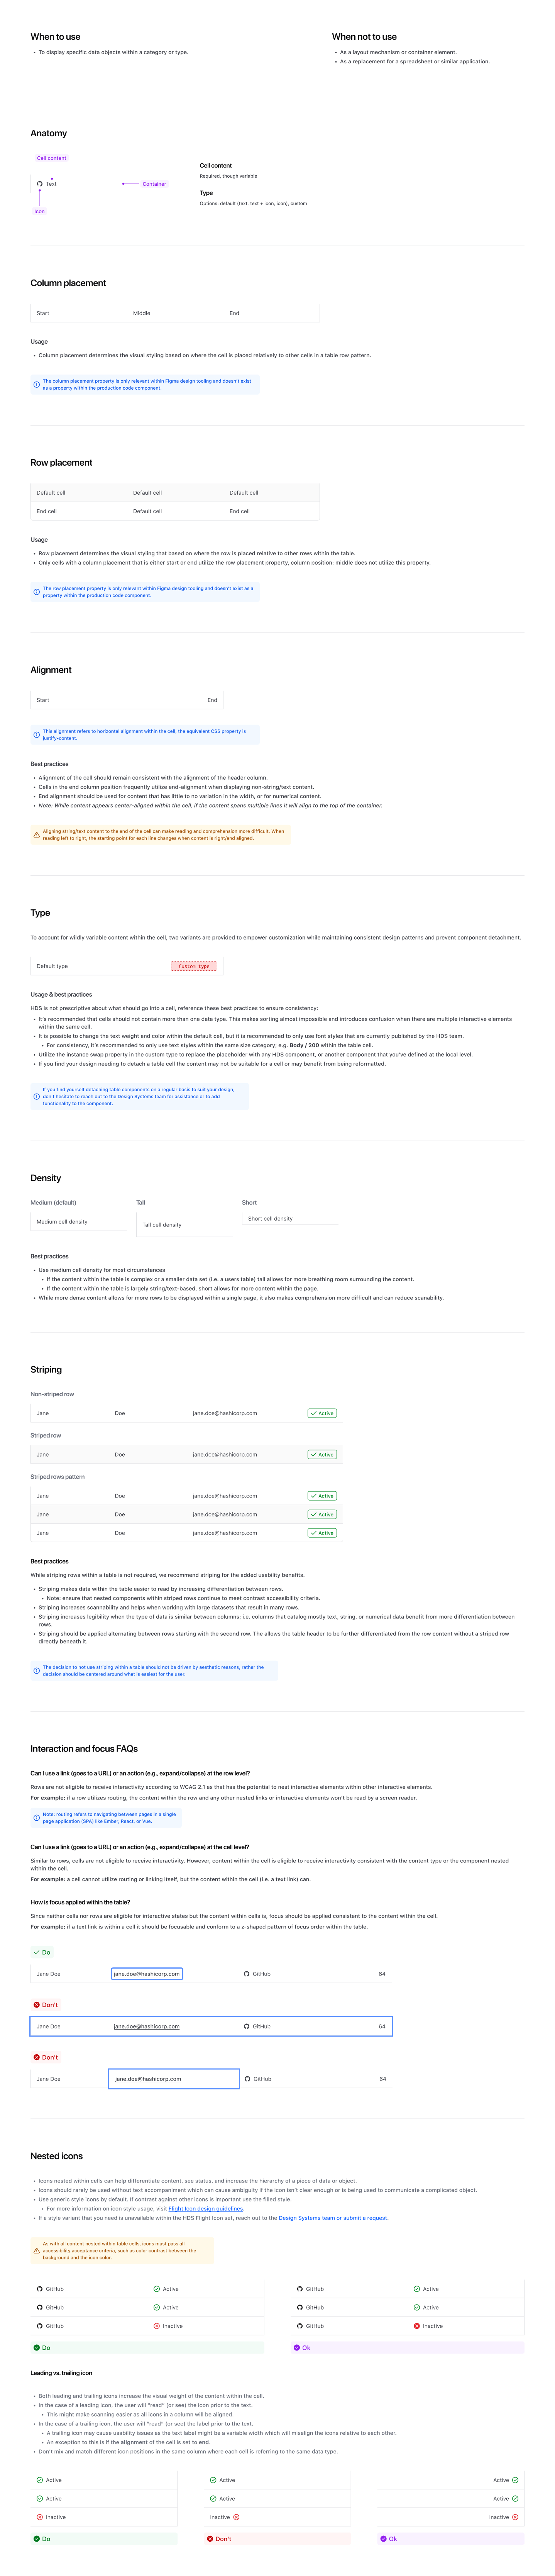 When to use
• To display specific data objects within a category or type.
When not to use
• As a layout mechanism or container element.
• As a replacement for a spreadsheet or similar application.
Anatomy
Cell content
Text
Container
Icon
Cell content
Required, though variable
Type
Options: default (text, text + icon, icon), custom
Column placement
Start Middle End
Usage
• Column placement determines the visual styling based on where the cell is placed relatively to other cells in a table row pattern.
The column placement property is only relevant within Figma design tooling and doesn't exist
as a property within the production code component.
Row placement
Default cell Default cell Default cell
End cell Default cell End cell
Usage
• Row placement determines the visual styling that based on where the row is placed relative to other rows within the table.
• Only cells with a column placement that is either start or end utilize the row placement property, column position: middle does not utilize this property.
The row placement property is only relevant within Figma design tooling and doesn't exist as a
property within the production code component.
Alignment
Start End
This alignment refers to horizontal alignment within the cell, the equivalent CSS property is
justify-content.
Best practices
• Alignment of the cell should remain consistent with the alignment of the header column.
• Cells in the end column position frequently utilize end-alignment when displaying non-string/text content.
• End alignment should be used for content that has little to no variation in the width, or for numerical content.
• Note: While content appears center-aligned within the cell, if the content spans multiple lines it will align to the top of the container.
Aligning string/text content to the end of the cell can make reading and comprehension more difficult. When
reading left to right, the starting point for each line changes when content is right/end aligned.
Type
To account for wildly variable content within the cell, two variants are provided to empower customization while maintaining consistent design patterns and prevent component detachment.
Default type Custom type
Usage & best practices
HDS is not prescriptive about what should go into a cell, reference these best practices to ensure consistency:
• It's recommended that cells should not contain more than one data type. This makes sorting almost impossible and introduces confusion when there are multiple interactive elements
within the same cell.
• It is possible to change the text weight and color within the default cell, but it is recommended to only use font styles that are currently published by the HDS team.
• For consistency, it's recommended to only use text styles within the same size category; e.g. Body / 200 within the table cell.
• Utilize the instance swap property in the custom type to replace the placeholder with any HDS component, or another component that you've defined at the local level.
• If you find your design needing to detach a table cell the content may not be suitable for a cell or may benefit from being reformatted.
If you find yourself detaching table components on a regular basis to suit your design,
don't hesitate to reach out to the Design Systems team for assistance or to add
functionality to the component.
Density
Medium (default) Tall Short
Medium cell density Tall cell density Short cell density
Best practices
• Use medium cell density for most circumstances
• If the content within the table is complex or a smaller data set (i.e. a users table) tall allows for more breathing room surrounding the content.
• If the content within the table is largely string/text-based, short allows for more content within the page.
• While more dense content allows for more rows to be displayed within a single page, it also makes comprehension more difficult and can reduce scanability.
Striping
Non-striped row
Jane Doe jane.doe@hashicorp.com Active
Striped row
Jane Doe jane.doe@hashicorp.com Active
Striped rows pattern
Jane Doe jane.doe@hashicorp.com Active
Jane Doe jane.doe@hashicorp.com Active
Jane Doe jane.doe@hashicorp.com Active
Best practices
While striping rows within a table is not required, we recommend striping for the added usability benefits.
• Striping makes data within the table easier to read by increasing differentiation between rows.
• Note: ensure that nested components within striped rows continue to meet contrast accessibility criteria.
• Striping increases scannability and helps when working with large datasets that result in many rows.
• Striping increases legibility when the type of data is similar between columns; i.e. columns that catalog mostly text, string, or numerical data benefit from more differentiation between
rows.
• Striping should be applied alternating between rows starting with the second row. The allows the table header to be further differentiated from the row content without a striped row
directly beneath it.
The decision to not use striping within a table should not be driven by aesthetic reasons, rather the
decision should be centered around what is easiest for the user.
Interaction and focus FAQs
Can I use a link (goes to a URL) or an action (e.g., expand/collapse) at the row level?
Rows are not eligible to receive interactivity according to WCAG 2.1 as that has the potential to nest interactive elements within other interactive elements.
For example: if a row utilizes routing, the content within the row and any other nested links or interactive elements won't be read by a screen reader.
Note: routing refers to navigating between pages in a single
page application (SPA) like Ember, React, or Vue.
Can I use a link (goes to a URL) or an action (e.g., expand/collapse) at the cell level?
Similar to rows, cells are not eligible to receive interactivity. However, content within the cell is eligible to receive interactivity consistent with the content type or the component nested
within the cell.
For example: a cell cannot utilize routing or linking itself, but the content within the cell (i.e. a text link) can.
How is focus applied within the table?
Since neither cells nor rows are eligible for interactive states but the content within cells is, focus should be applied consistent to the content within the cell.
For example: if a text link is within a cell it should be focusable and conform to a z-shaped pattern of focus order within the table.
Do
Jane Doe jane.doe@hashicorp.com GitHub 64
Don't
Jane Doe jane.doe@hashicorp.com GitHub 64
Don't
Jane Doe jane.doe@hashicorp.com GitHub 64
Nested icons
• Icons nested within cells can help differentiate content, see status, and increase the hierarchy of a piece of data or object.
• Icons should rarely be used without text accompaniment which can cause ambiguity if the icon isn't clear enough or is being used to communicate a complicated object.
• Use generic style icons by default. If contrast against other icons is important use the filled style.
• For more information on icon style usage, visit Flight Icon design guidelines.
• If a style variant that you need is unavailable within the HDS Flight Icon set, reach out to the Design Systems team or submit a request.
As with all content nested within table cells, icons must pass all
accessibility acceptance criteria, such as color contrast between the
background and the icon color.
GitHub Active GitHub Active
GitHub Active GitHub Active
GitHub Inactive GitHub Inactive
Do Ok
Leading vs. trailing icon
• Both leading and trailing icons increase the visual weight of the content within the cell.
• In the case of a leading icon, the user will "read" (or see) the icon prior to the text.
• This might make scanning easier as all icons in a column will be aligned.
• In the case of a trailing icon, the user will "read" (or see) the label prior to the text.
• A trailing icon may cause usability issues as the text label might be a variable width which will misalign the icons relative to each other.
• An exception to this is if the alignment of the cell is set to end.
• Don't mix and match different icon positions in the same column where each cell is referring to the same data type.
Active Active Active
Active Active Active
Inactive Inactive Inactive
Do Don't Ok